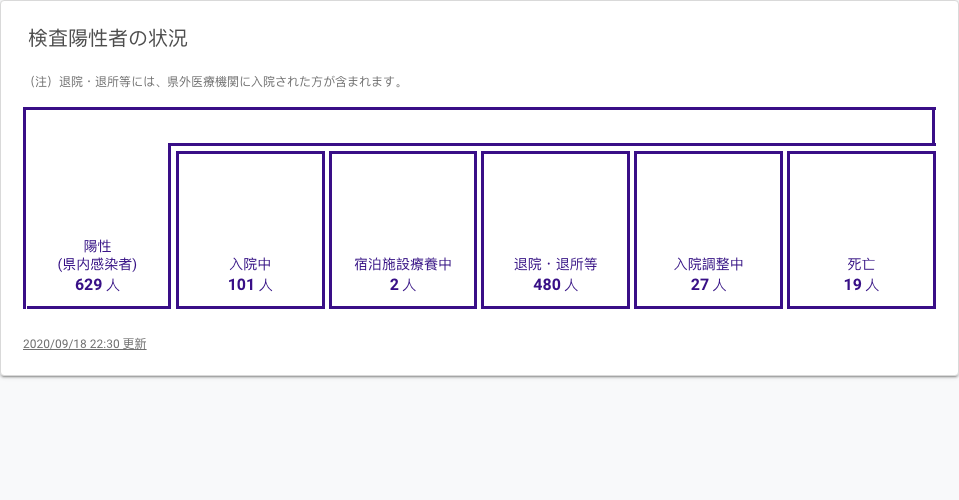 検査陽性者の状況
（注）退院・退所等には、県外医療機関に入院された方が含まれます。
陽性
(県内感染者)
629 人
入院中
101 人
宿泊施設療養中
2 人
退院・退所等
480 人
入院調整中
27 人
死亡
19 人
2020/09/18 22:30 更新